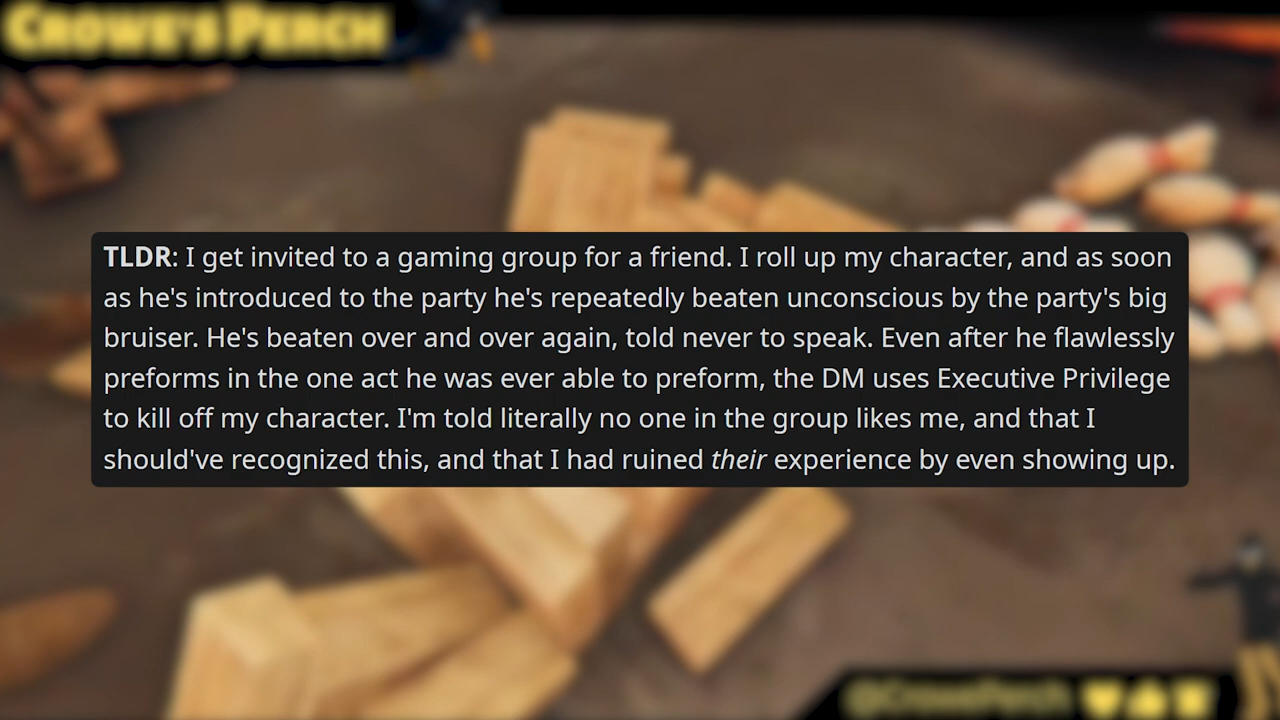 CROWE'S PERCH
TLDR: I get invited to a gaming group for a friend. I roll up my character, and as soon
as he's introduced to the party he's repeatedly beaten unconscious by the party's big
bruiser. He's beaten over and over again, told never to speak. Even after he flawlessly
preforms in the one act he was ever able to preform, the DM uses Executive Privilege
to kill off my character. I'm told literally no one in the group likes me, and that I
should've recognized this, and that I had ruined their experience by even showing up.
@CrowePerch